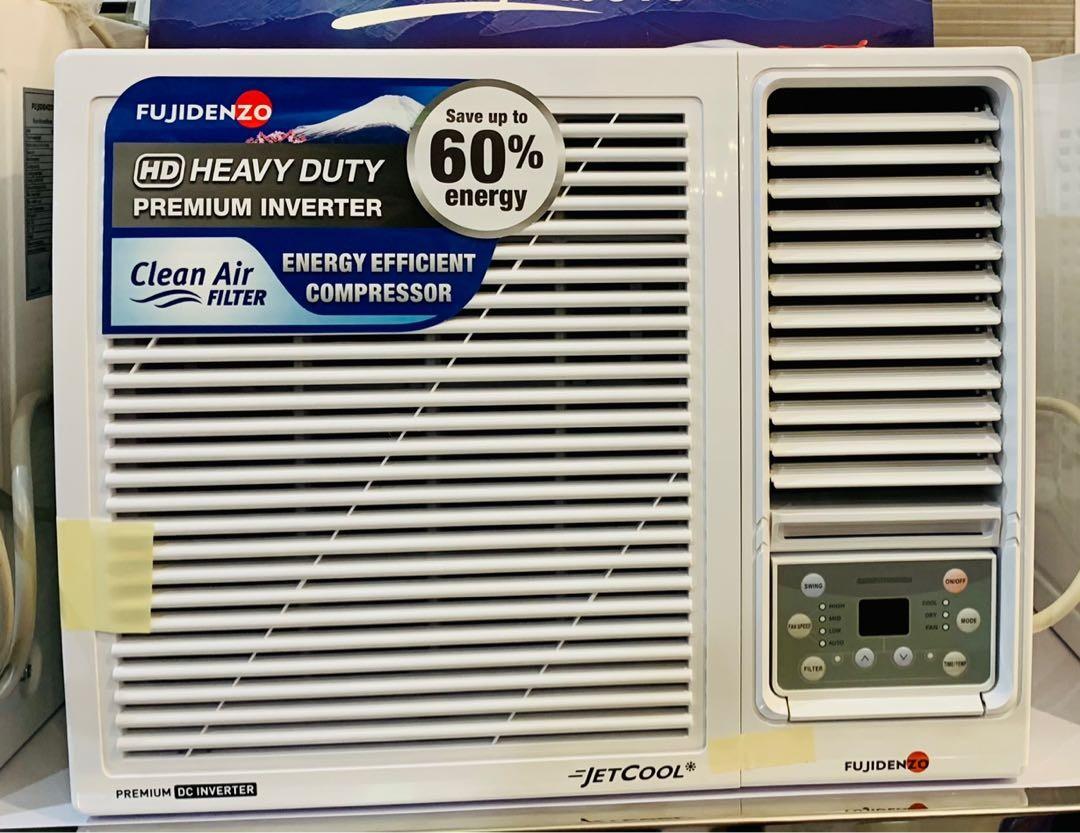 FUJIDENZO
HD HEAVY DUTY
PREMIUM INVERTER
Save up to
60%
energy
Clean Air
FILTER
ENERGY EFFICIENT
COMPRESSOR
SWING
ON/OFF
HIGH
MID
LOW
AUTO
FAN SPEED
COOL
DRY
FAN
MODE
FILTER
TIME/TEMP
JETCOOL
PREMIUM DC INVERTER
FUJIDENZO